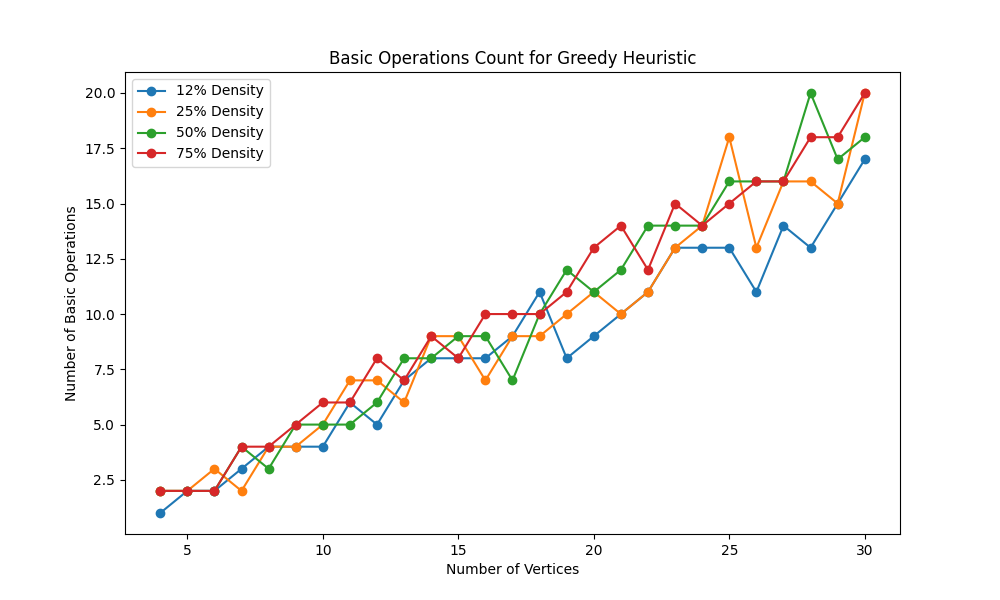 Basic Operations Count for Greedy Heuristic
12% Density
25% Density
50% Density
75% Density
Number of Basic Operations
20.0
17.5
15.0
12.5
10.0
7.5
5.0
2.5
5 10 15 20 25 30
Number of Vertices